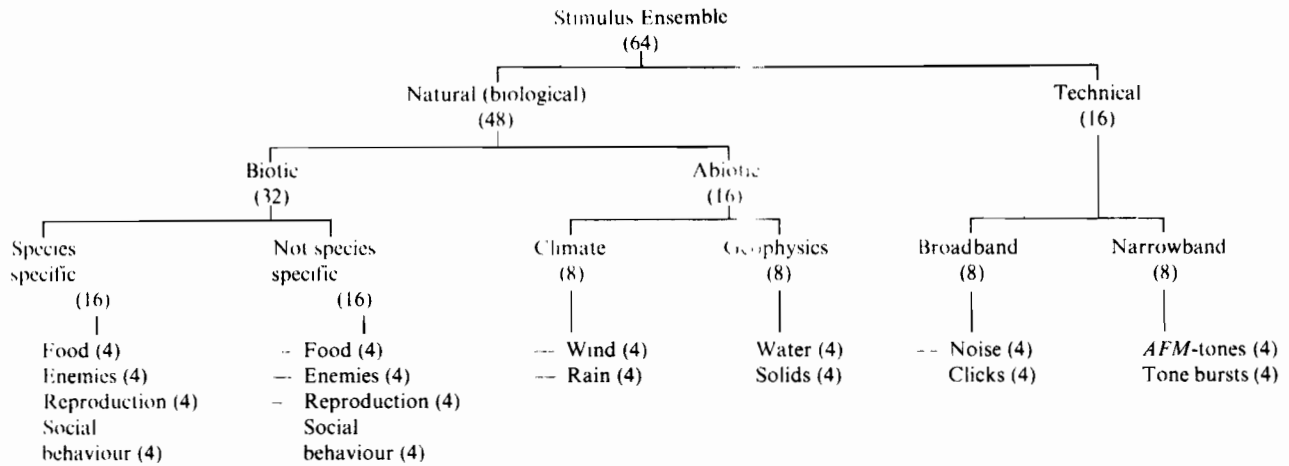 Stimulus Ensemble
(64)
Natural (biological)
(48)
Technical
(16)
Biotic
(32)
Abiotic
(16)
Species
specific
(16)
Not species
specific
(16)
Climate
(8)
Geophysics
(8)
Broadband
(8)
Narrowband
(8)
Food (4)
Enemies (4)
Reproduction (4)
Social
behaviour (4)
Food (4)
Enemies (4)
Reproduction (4)
Social
behaviour (4)
Wind (4)
Rain (4)
Water (4)
Solids (4)
Noise (4)
Clicks (4)
AFM-tones (4)
Tone bursts (4)